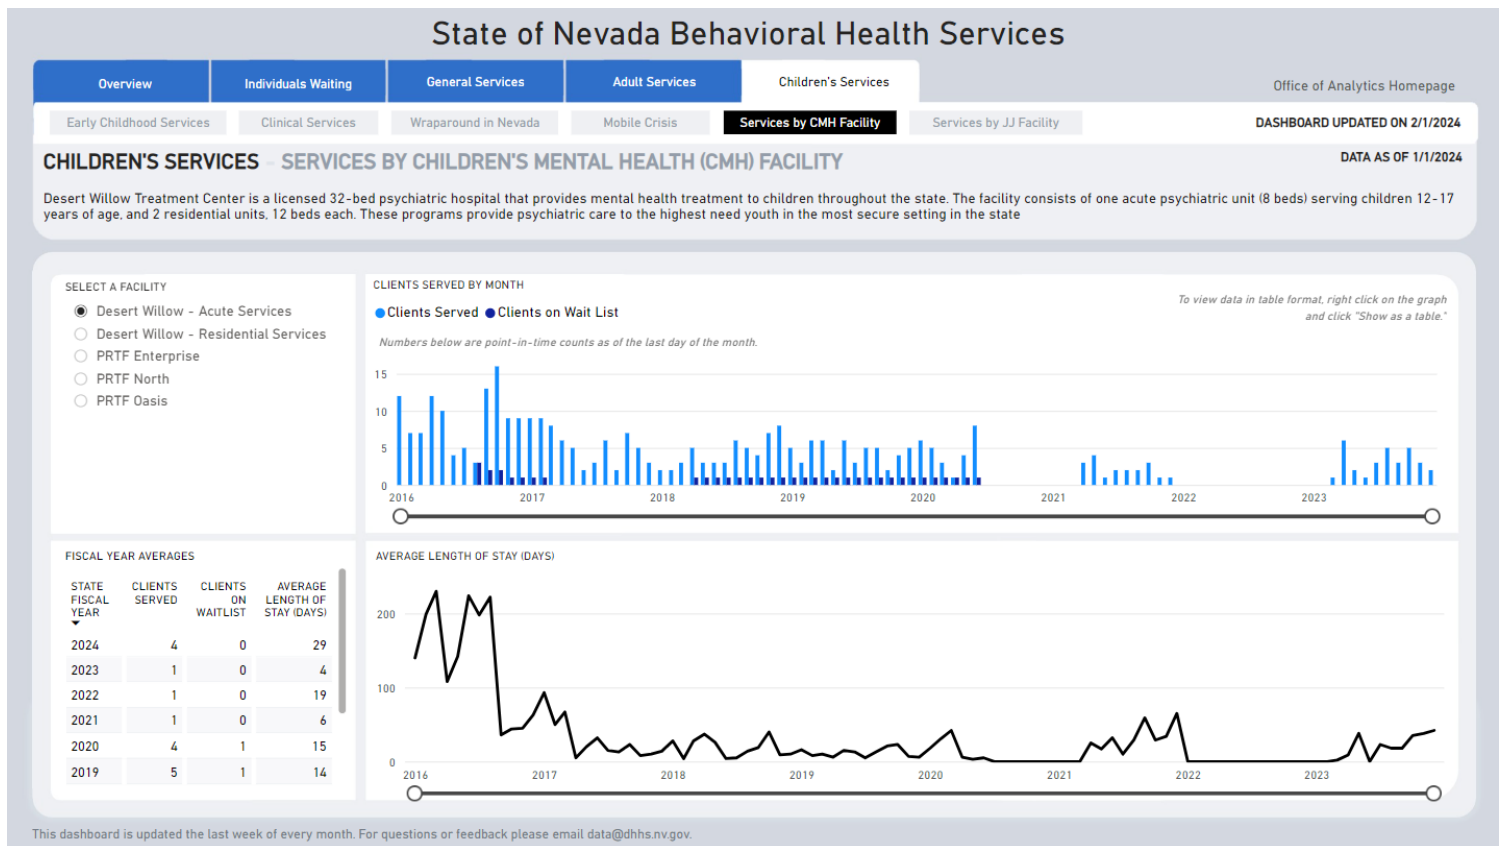 State of Nevada Behavioral Health Services
Overview
Individuals Waiting
General Services
Adult Services
Children's Services
Office of Analytics Homepage
Early Childhood Services
Clinical Services
Wraparound in Nevada
Mobile Crisis
Services by CMH Facility
Services by JJ Facility
DASHBOARD UPDATED ON 2/1/2024
CHILDREN'S SERVICES - SERVICES BY CHILDREN'S MENTAL HEALTH (CMH) FACILITY
DATA AS OF 1/1/2024
Desert Willow Treatment Center is a licensed 32-bed psychiatric hospital that provides mental health treatment to children throughout the state. The facility consists of one acute psychiatric unit (8 beds) serving children 12-17
years of age, and 2 residential units, 12 beds each. These programs provide psychiatric care to the highest need youth in the most secure setting in the state
SELECT A FACILITY
Desert Willow - Acute Services
Desert Willow - Residential Services
PRTF Enterprise
PRTF North
PRTF Oasis
CLIENTS SERVED BY MONTH
Clients Served
Clients on Wait List
To view data in table format, right click on the graph
and click "Show as a table."
Numbers below are point-in-time counts as of the last day of the month.
15
10
5
0
2016 2017 2018 2019 2020 2021 2022 2023
FISCAL YEAR AVERAGES
STATE FISCAL YEAR
CLIENTS SERVED
CLIENTS ON WAITLIST
AVERAGE LENGTH OF STAY (DAYS)
2024 4 0 29
2023 1 0 4
2022 1 0 19
2021 1 0 6
2020 4 1 15
2019 5 1 14
AVERAGE LENGTH OF STAY (DAYS)
200
100
0
2016 2017 2018 2019 2020 2021 2022 2023
This dashboard is updated the last week of every month. For questions or feedback please email data@dhhs.nv.gov.